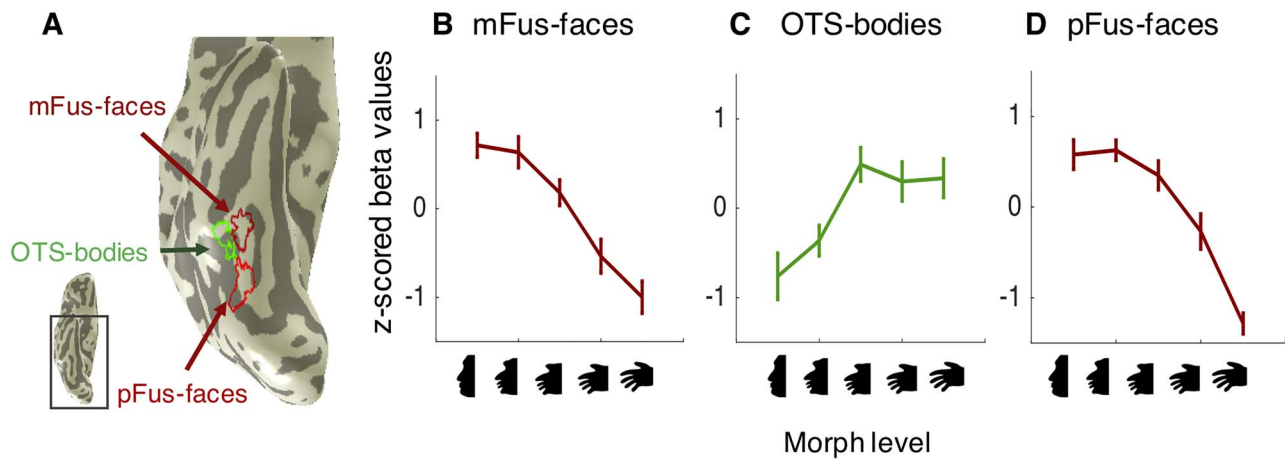 A
mFus-faces
OTS-bodies
pFus-faces
B mFus-faces
z-scored beta values
1
0
-1
C OTS-bodies
1
0
-1
D pFus-faces
1
0
-1
Morph level